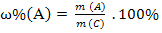 ω%(A) = m (A) / m (C) . 100%